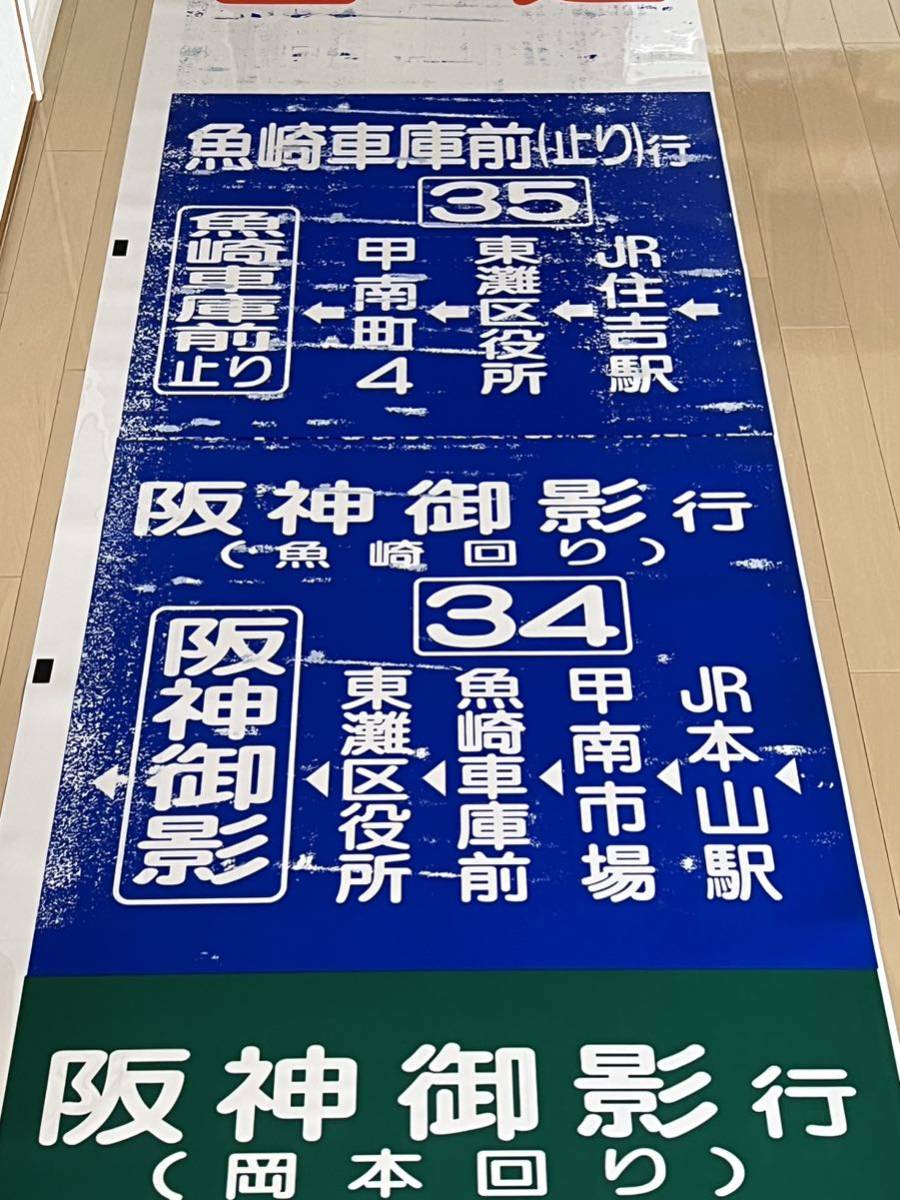 魚崎車庫前(止り)行
35
JR住吉駅
東灘区役所
甲南町4
魚崎車庫前止り
阪神御影行
(魚崎回り)
34
JR本山駅
甲南市場
魚崎車庫前
東灘区役所
阪神御影
阪神御影行
(岡本回り)